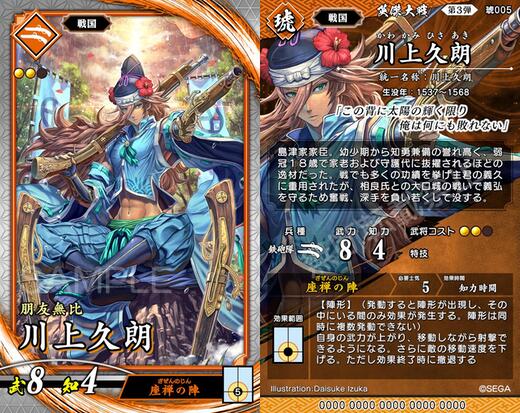 戦国
SAMPLE
朋友無比
川上久朗
武8 知4
ざぜんのじん
座禅の陣
琥
戦国
英傑大戦
第3弾
琥005
かわ かみ ひさ あき
川上久朗
統一名称：川上久朗
生没年：1537～1568
「この背に太陽の輝く限り
俺は何にも敗れない」
島津家家臣。幼少期から知勇兼備の誉れ高く、弱
冠18歳で家老および守護代に抜擢されるほどの
逸材だった。戦でも多くの功績を挙げ主君の義久
に重用されたが、相良氏との大口城の戦いで義弘
を守るため奮戦、深手を負い若くして没する。
兵種 武力 知力 武将コスト
鉄砲隊 8 4 特技
ざぜんのじん
座禅の陣
必要士気
5
効果時間
知力時間
効果範囲
【陣形】（発動すると陣形が出現し、その
中にいる間のみ効果が発生する。陣形は同
時に複数発動できない）
自身の武力が上がり、移動しながら射撃で
きるようになる。さらに敵の移動速度を下
げる。ただし効果終了時に撤退する
Illustration:Daisuke Iizuka
©SEGA
0000 0000 0000 0000 0000